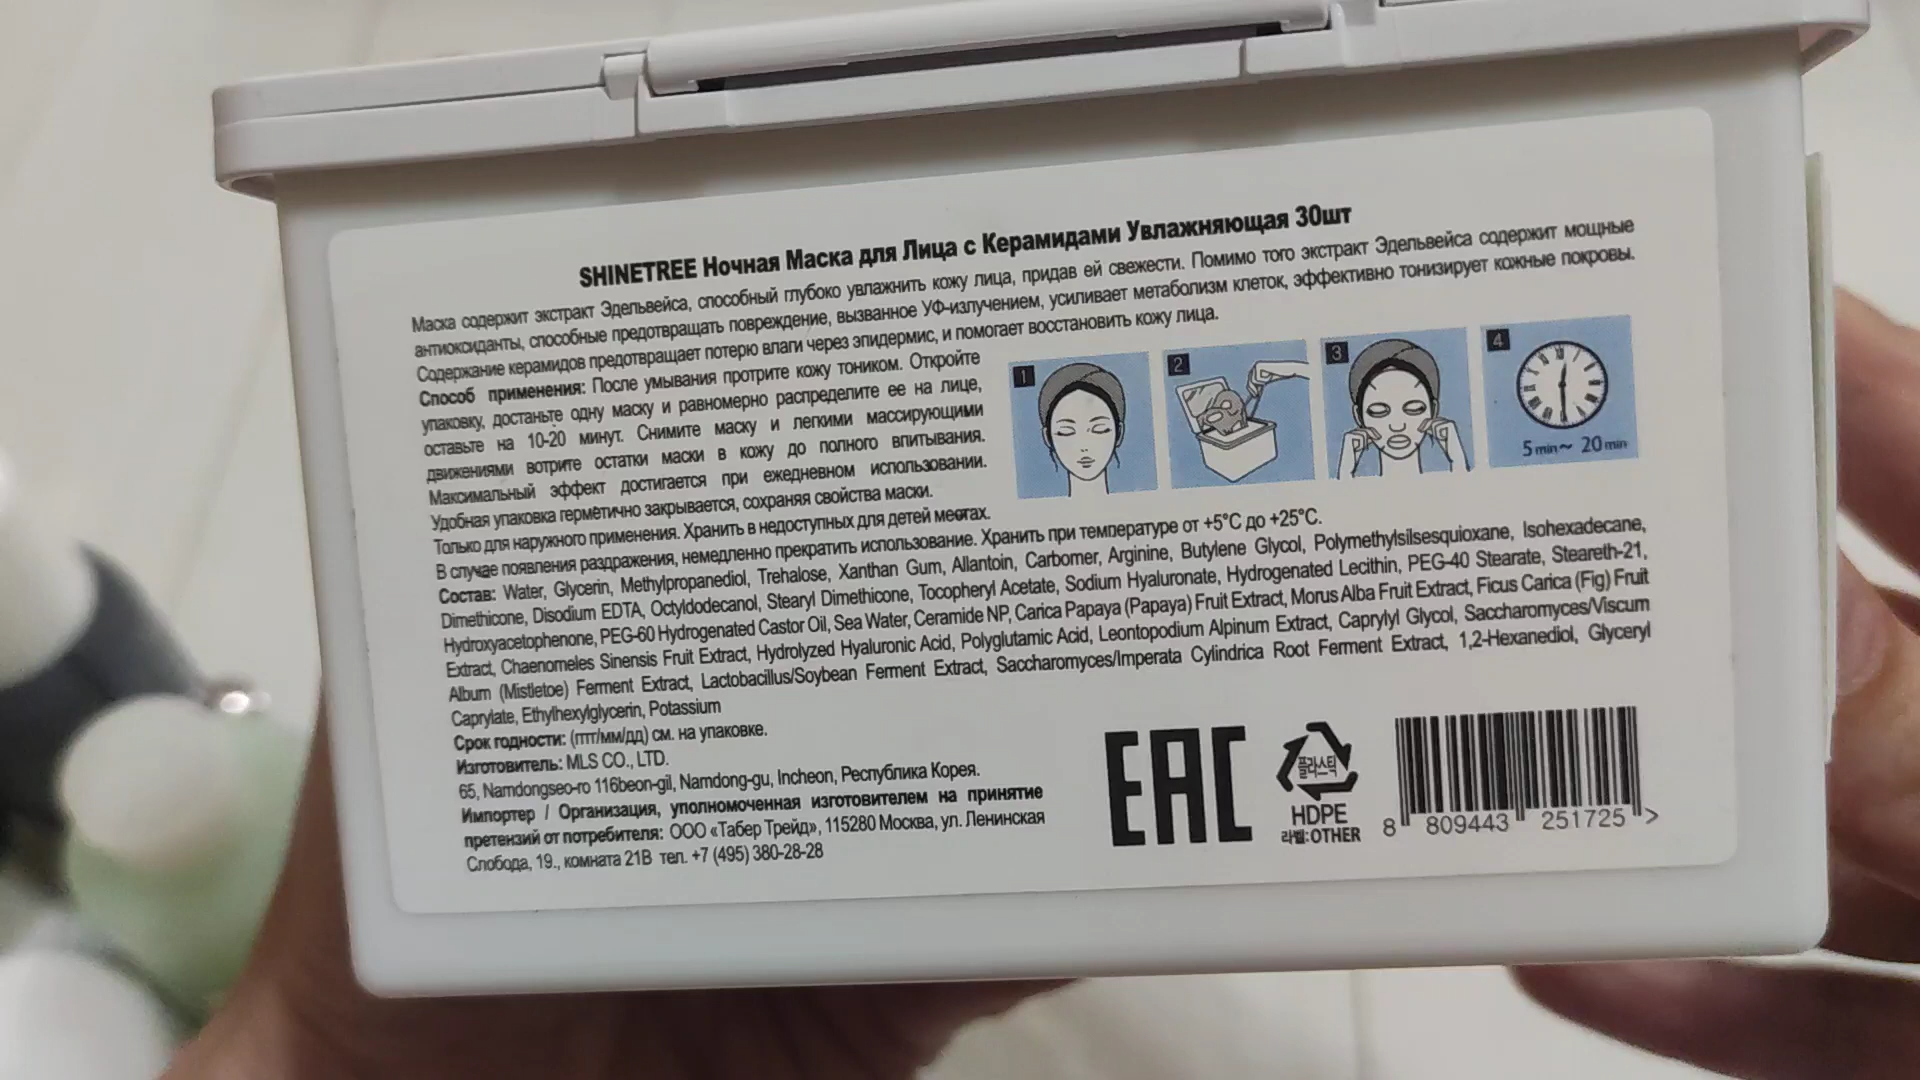 SHINETREE Ночная Маска для Лица с Керамидами Увлажняющая 30шт
Маска содержит экстракт Эдельвейса, способный глубоко увлажнить кожу лица, придав ей свежести. Помимо того экстракт Эдельвейса содержит мощные
антиоксиданты, способные предотвращать повреждение, вызванное УФ-излучением, усиливает метаболизм клеток, эффективно тонизирует кожные покровы.
Содержание керамидов предотвращает потерю влаги через эпидермис, и помогает восстановить кожу лица.
Способ применения: После умывания протрите кожу тоником. Откройте
упаковку, достаньте одну маску и равномерно распределите ее на лице,
оставьте на 10-20 минут. Снимите маску и легкими массирующими
движениями вотрите остатки маски в кожу до полного впитывания.
Максимальный эффект достигается при ежедневном использовании.
Удобная упаковка герметично закрывается, сохраняя свойства маски.
Только для наружного применения. Хранить в недоступных для детей местах.
В случае появления раздражения, немедленно прекратить использование. Хранить при температуре от +5°C до +25°C.
Состав: Water, Glycerin, Methylpropanediol, Trehalose, Xanthan Gum, Allantoin, Carbomer, Arginine, Butylene Glycol, Polymethylsilsesquioxane, Isohexadecane,
Dimethicone, Disodium EDTA, Octyldodecanol, Stearyl Dimethicone, Tocopheryl Acetate, Sodium Hyaluronate, Hydrogenated Lecithin, PEG-40 Stearate, Steareth-21,
Hydroxyacetophenone, PEG-60 Hydrogenated Castor Oil, Sea Water, Ceramide NP, Carica Papaya (Papaya) Fruit Extract, Morus Alba Fruit Extract, Ficus Carica (Fig) Fruit
Extract, Chaenomeles Sinensis Fruit Extract, Hydrolyzed Hyaluronic Acid, Polyglutamic Acid, Leontopodium Alpinum Extract, Caprylyl Glycol, Saccharomyces/Viscum
Album (Mistletoe) Ferment Extract, Lactobacillus/Soybean Ferment Extract, Saccharomyces/Imperata Cylindrica Root Ferment Extract, 1,2-Hexanediol, Glyceryl
Caprylate, Ethylhexylglycerin, Potassium
Срок годности: (гггг/мм/дд) см. на упаковке.
Изготовитель: MLS CO., LTD.
65, Namdongseo-ro 116beon-gil, Namdong-gu, Incheon, Республика Корея.
Импортер / Организация, уполномоченная изготовителем на принятие
претензий от потребителя: ООО «Табер Трейд», 115280 Москва, ул. Ленинская
Слобода, 19., комната 21В тел. +7 (495) 380-28-28
1
2
3
4
5 min ~ 20 min
EAC
플라스틱
HDPE
라벨:OTHER
8 809443 251725 >